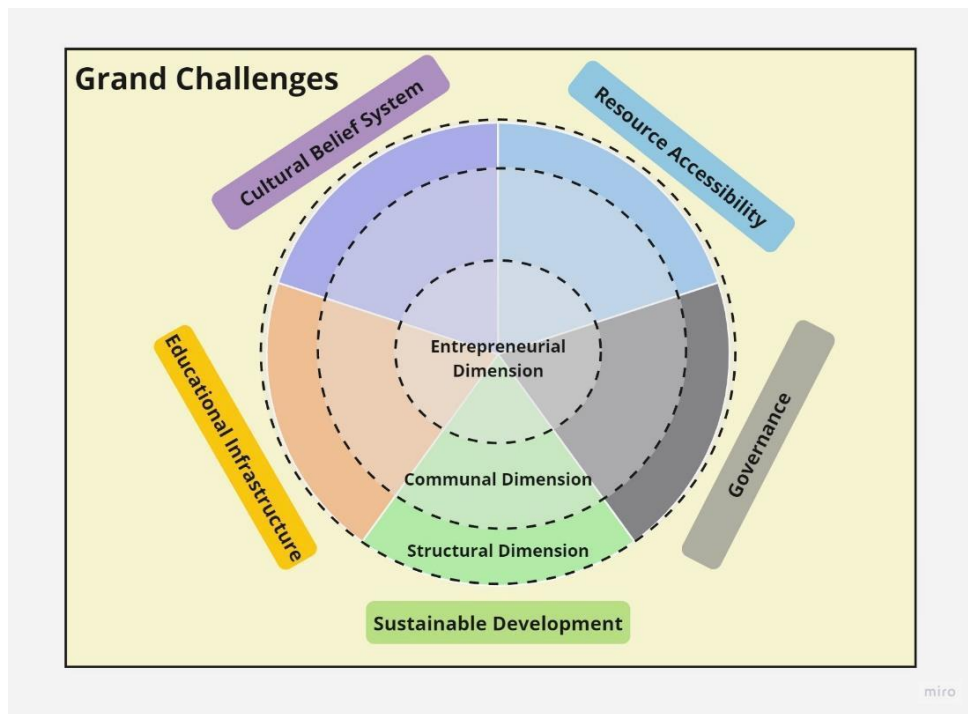 Grand Challenges
Cultural Belief System
Resource Accessibility
Educational Infrastructure
Governance
Entrepreneurial
Dimension
Communal Dimension
Structural Dimension
Sustainable Development
miro